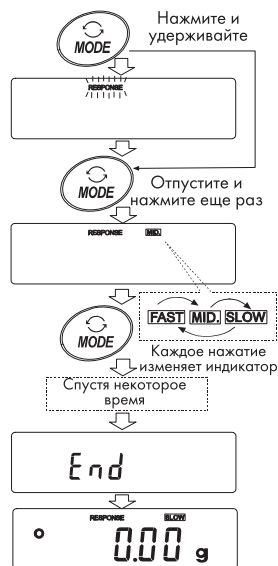 Нажмите и
удерживайте
MODE
RESPONSE
MODE
Отпустите и
нажмите еще раз
RESPONSE MID.
FAST MID. SLOW
MODE
Каждое нажатие
изменяет индикатор
Спустя некоторое
время
End
RESPONSE SLOW
o 0.00 g